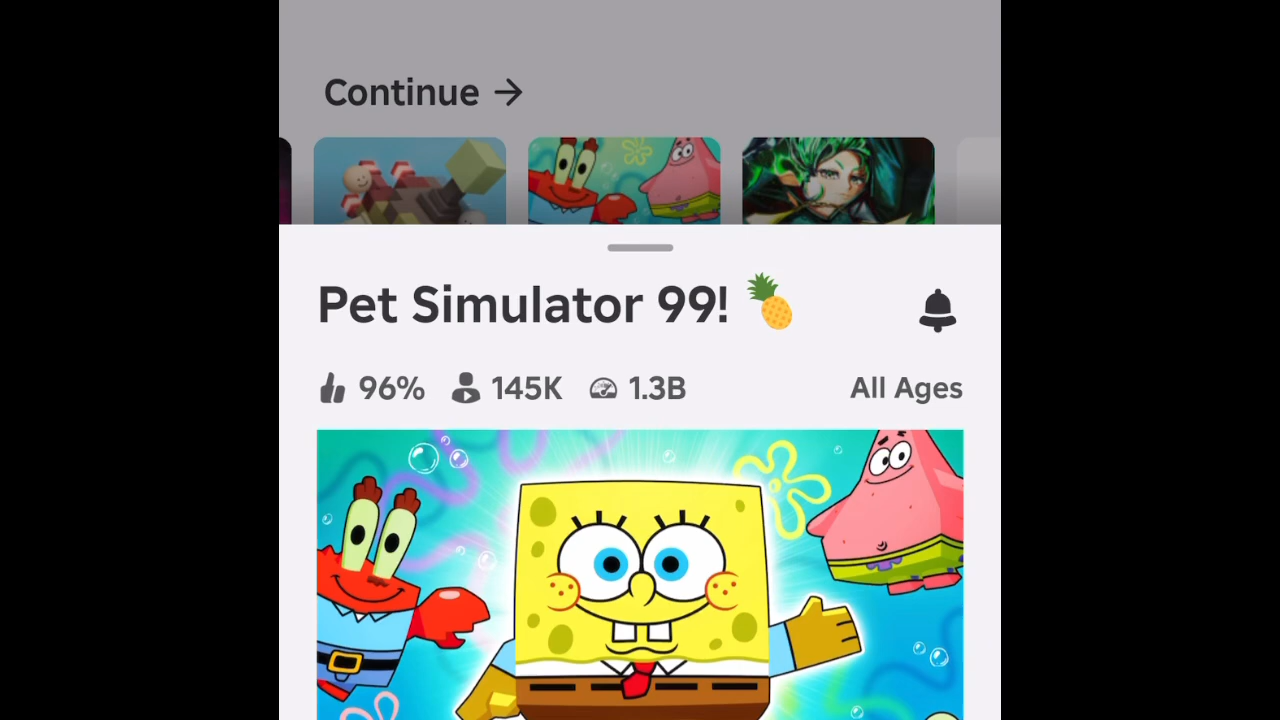 Continue →
Pet Simulator 99! 🍍
96% 145K 1.3B All Ages